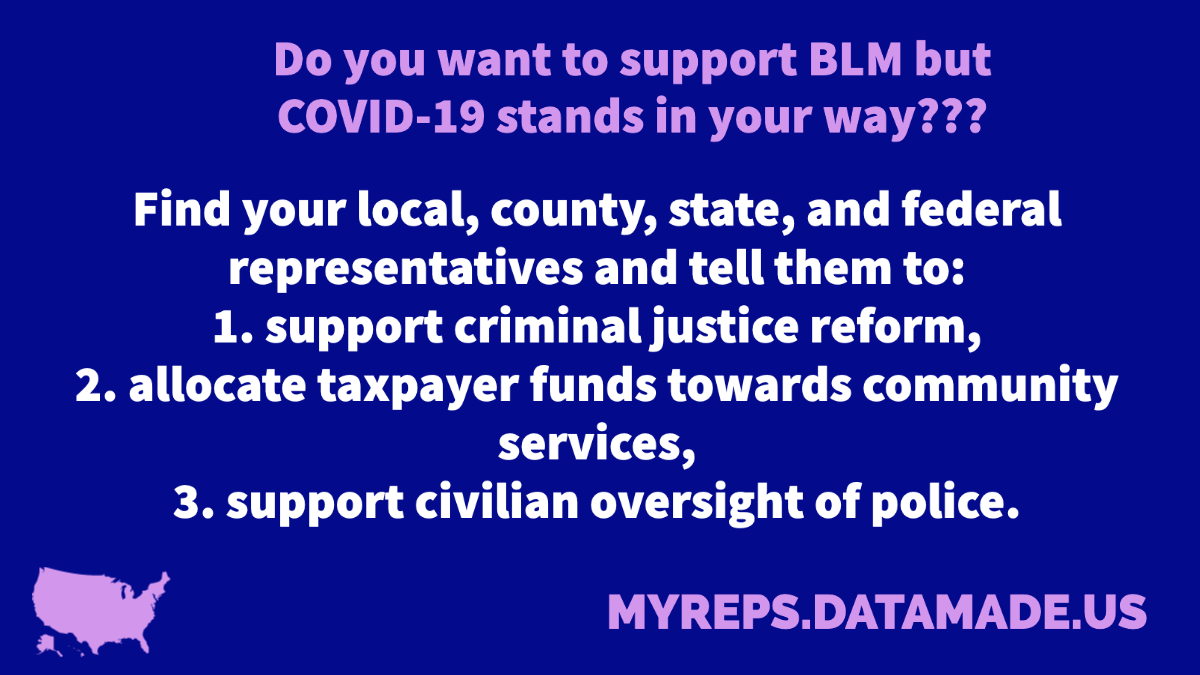 Do you want to support BLM but
COVID-19 stands in your way???
Find your local, county, state, and federal
representatives and tell them to:
1. support criminal justice reform,
2. allocate taxpayer funds towards community
services,
3. support civilian oversight of police.
MYREPS.DATAMADE.US